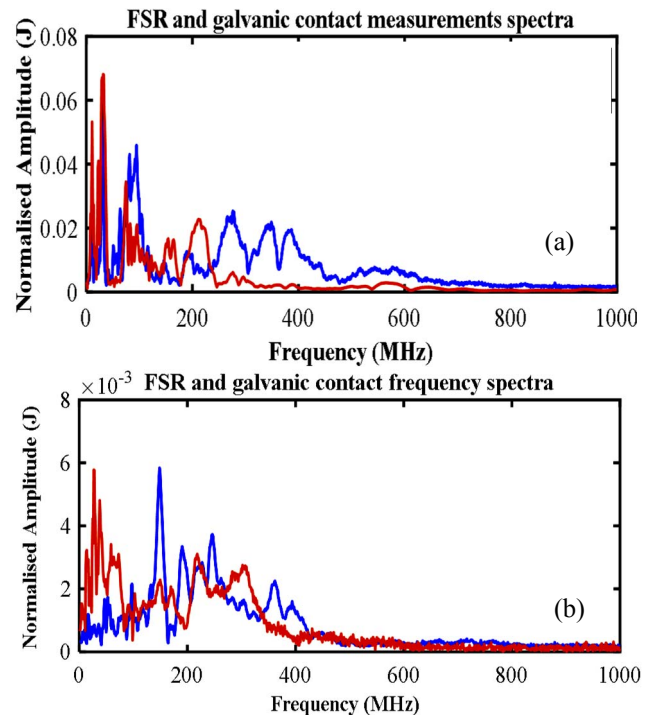 FSR and galvanic contact measurements spectra
Normalised Amplitude (J)
0.08
0.06
0.04
0.02
0
(a)
0 200 400 600 800 1000
Frequency (MHz)
×10⁻³
FSR and galvanic contact frequency spectra
Normalised Amplitude (J)
8
6
4
2
0
(b)
0 200 400 600 800 1000
Frequency (MHz)